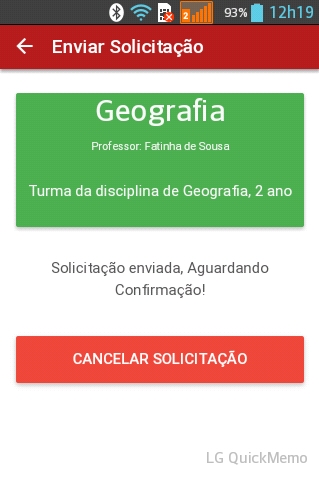 2
93%
12h19
Enviar Solicitação
Geografia
Professor: Fatinha de Sousa
Turma da disciplina de Geografia, 2 ano
Solicitação enviada, Aguardando
Confirmação!
CANCELAR SOLICITAÇÃO
LG QuickMemo